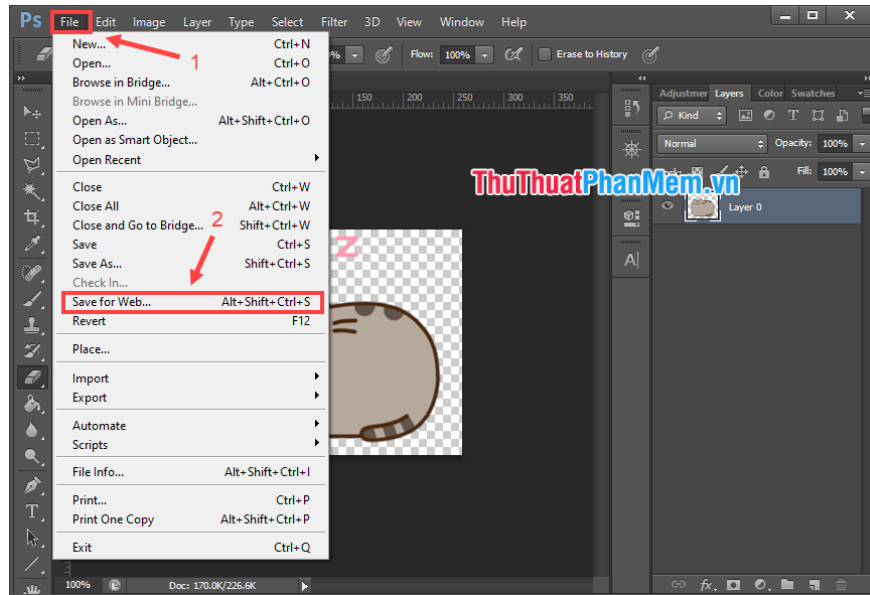 Ps File Edit Image Layer Type Select Filter 3D View Window Help
Flow: 100% Erase to History
New... Ctrl+N
1
Open... Ctrl+O
Browse in Bridge... Alt+Ctrl+O
Browse in Mini Bridge...
Open As... Alt+Shift+Ctrl+O
Open as Smart Object...
Open Recent
Close Ctrl+W
Close All Alt+Ctrl+W
Close and Go to Bridge... Shift+Ctrl+W
2
Save Ctrl+S
Save As... Shift+Ctrl+S
Check In...
Save for Web... Alt+Shift+Ctrl+S
Revert F12
Place...
Import
Export
Automate
Scripts
File Info... Alt+Shift+Ctrl+I
Print... Ctrl+P
Print One Copy Alt+Shift+Ctrl+P
Exit Ctrl+Q
150 200 250 300 350
z
ThuThuatPhanMem.vn
Adjustmer Layers Color Swatches
Kind
Normal Opacity: 100%
Fill: 100%
Layer 0
100% Doc: 170.0K/226.6K
fx